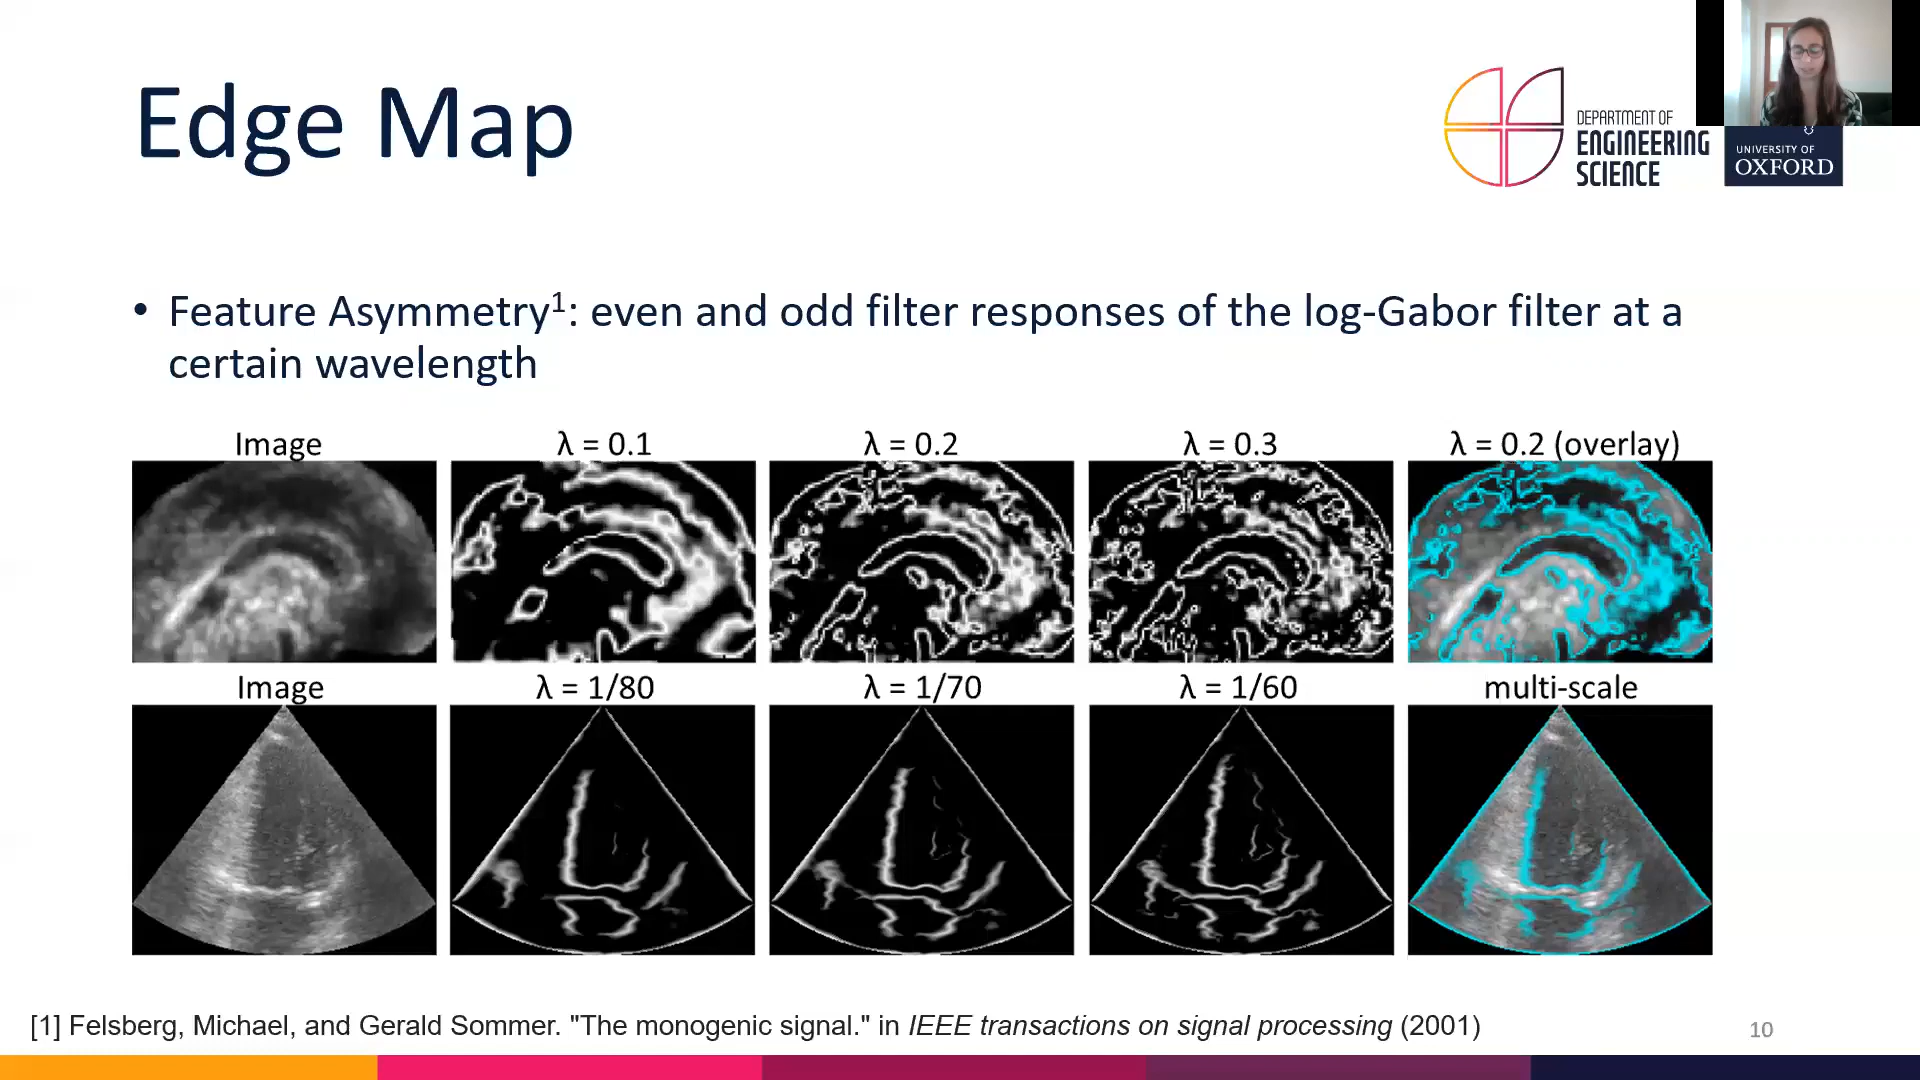 Edge Map
DEPARTMENT OF
ENGINEERING
SCIENCE
UNIVERSITY OF
OXFORD
• Feature Asymmetry1: even and odd filter responses of the log-Gabor filter at a
certain wavelength
Image λ = 0.1 λ = 0.2 λ = 0.3 λ = 0.2 (overlay)
Image λ = 1/80 λ = 1/70 λ = 1/60 multi-scale
[1] Felsberg, Michael, and Gerald Sommer. "The monogenic signal." in IEEE transactions on signal processing (2001)
10